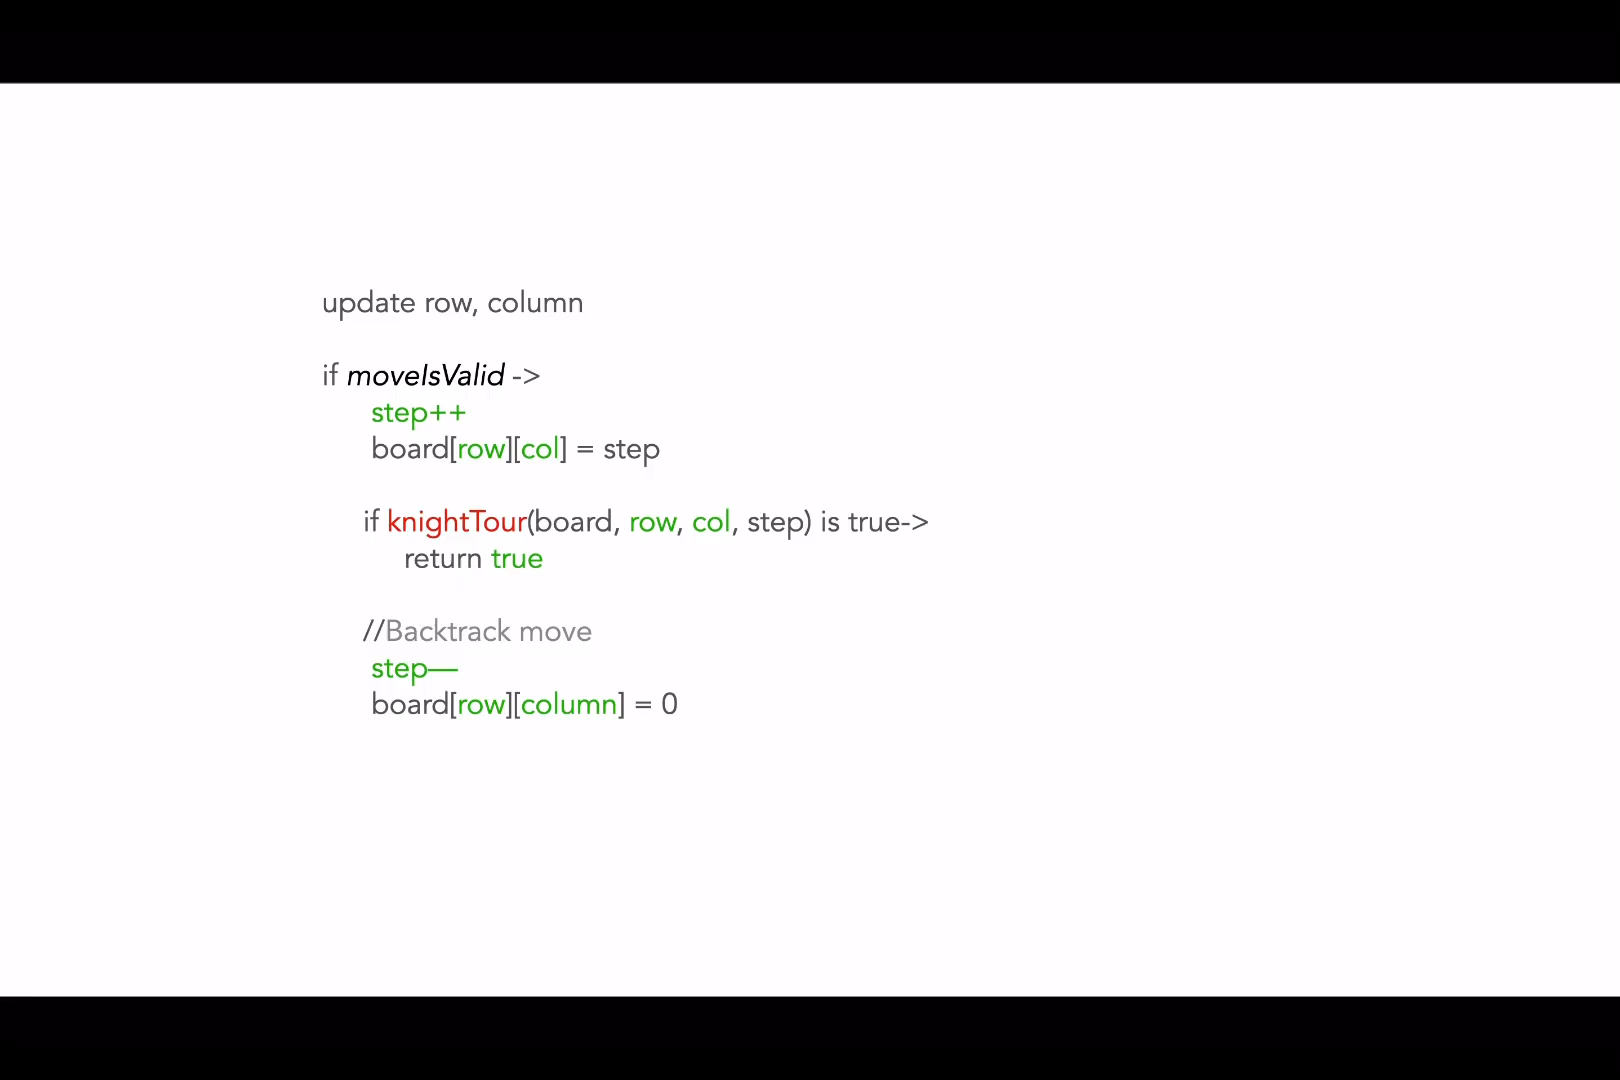 update row, column
if moveIsValid ->
step++
board[row][col] = step
if knightTour(board, row, col, step) is true->
return true
//Backtrack move
step—
board[row][column] = 0